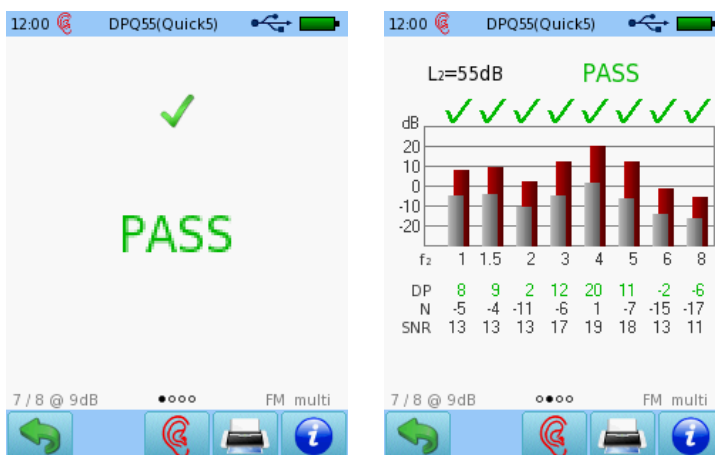 12:00 DPQ55(Quick5)
PASS
7 / 8 @ 9dB FM multi
12:00 DPQ55(Quick5)
L2=55dB PASS
dB
20
10
0
-10
-20
f2 1 1.5 2 3 4 5 6 8
DP 8 9 2 12 20 11 -2 -6
N -5 -4 -11 -6 1 -7 -15 -17
SNR 13 13 13 17 19 18 13 11
7 / 8 @ 9dB FM multi